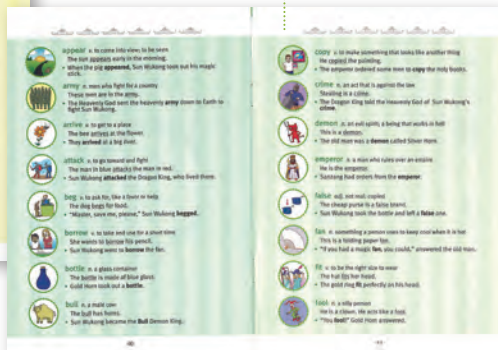 appear v. to come into view; to be seen
The sun appears early in the morning.
• When the pig appeared, Sun Wukong took out his magic stick.
army n. men who fight for a country
These men are in the army.
• The Heavenly God sent the heavenly army down to Earth to fight Sun Wukong.
arrive v. to get to a place
The bee arrives at the flower.
• They arrived at a big river.
attack v. to go toward and fight
The man in blue attacks the man in red.
• Sun Wukong attacked the Dragon King, who lived there.
beg v. to ask for, like a favor or help
The dog begs for food.
• "Master, save me, please," Sun Wukong begged.
borrow v. to take and use for a short time
She wants to borrow his pencil.
• Sun Wukong went to borrow the fan.
bottle n. a glass container
The bottle is made of blue glass.
• Gold Horn took out a bottle.
bull n. a male cow
The bull has horns.
• Sun Wukong became the Bull Demon King.
copy v. to make something that looks like another thing
He copied the painting.
• The emperor ordered some men to copy the holy books.
crime n. an act that is against the law
Stealing is a crime.
• The Dragon King told the Heavenly God of Sun Wukong's crime.
demon n. an evil spirit; a being that works in hell
This is a demon.
• The old man was a demon called Silver Horn.
emperor n. a man who rules over an empire
He is the emperor.
• Sanzang had orders from the emperor.
false adj. not real; copied
The cheap purse is a false brand.
• Sun Wukong took the bottle and left a false one.
fan n. something a person uses to keep cool when it is hot
This is a folding paper fan.
• "If you had a magic fan, you could," answered the old man.
fit v. to be the right size to wear
The hat fits her head.
• The gold ring fit perfectly on his head.
fool n. a silly person
He is a clown. He acts like a fool.
• "You fool!" Gold Horn answered.